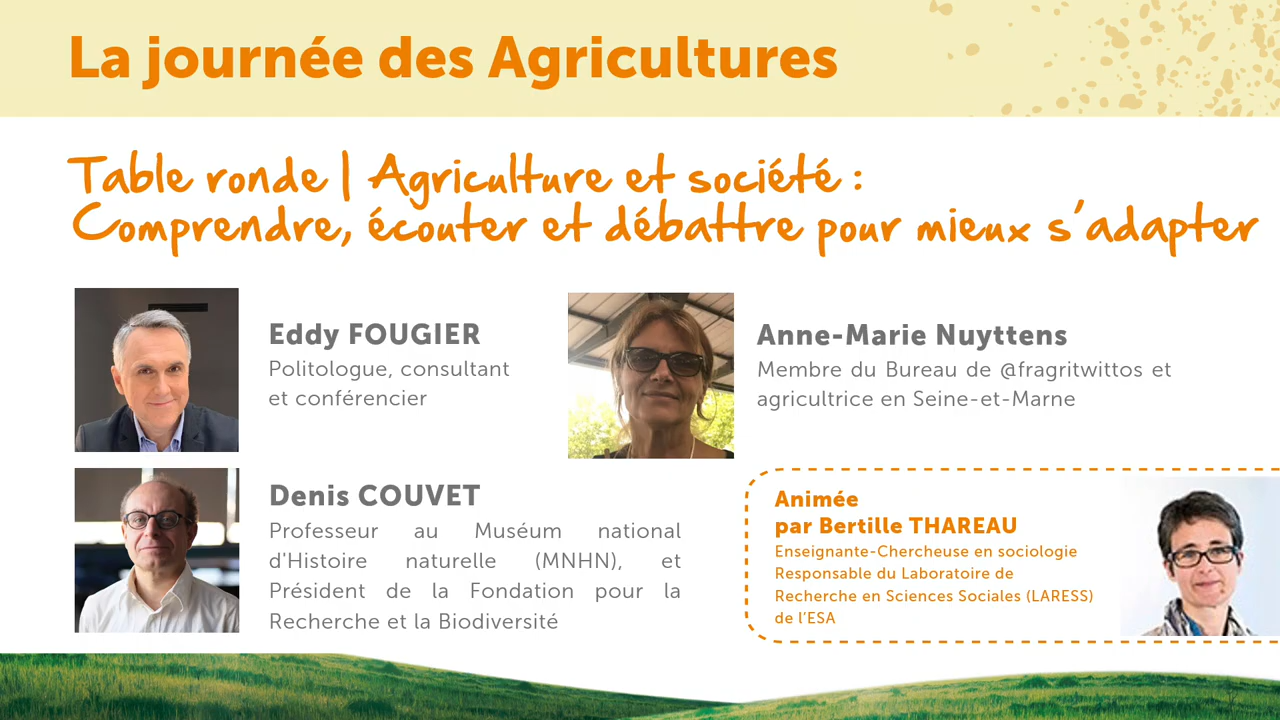 La journée des Agricultures
Table ronde | Agriculture et société :
Comprendre, écouter et débattre pour mieux s'adapter
Eddy FOUGIER
Politologue, consultant
et conférencier
Anne-Marie Nuyttens
Membre du Bureau de @fragritwittos et
agricultrice en Seine-et-Marne
Denis COUVET
Professeur au Muséum national
d'Histoire naturelle (MNHN), et
Président de la Fondation pour la
Recherche et la Biodiversité
Animée
par Bertille THAREAU
Enseignante-Chercheuse en sociologie
Responsable du Laboratoire de
Recherche en Sciences Sociales (LARESS)
de l'ESA